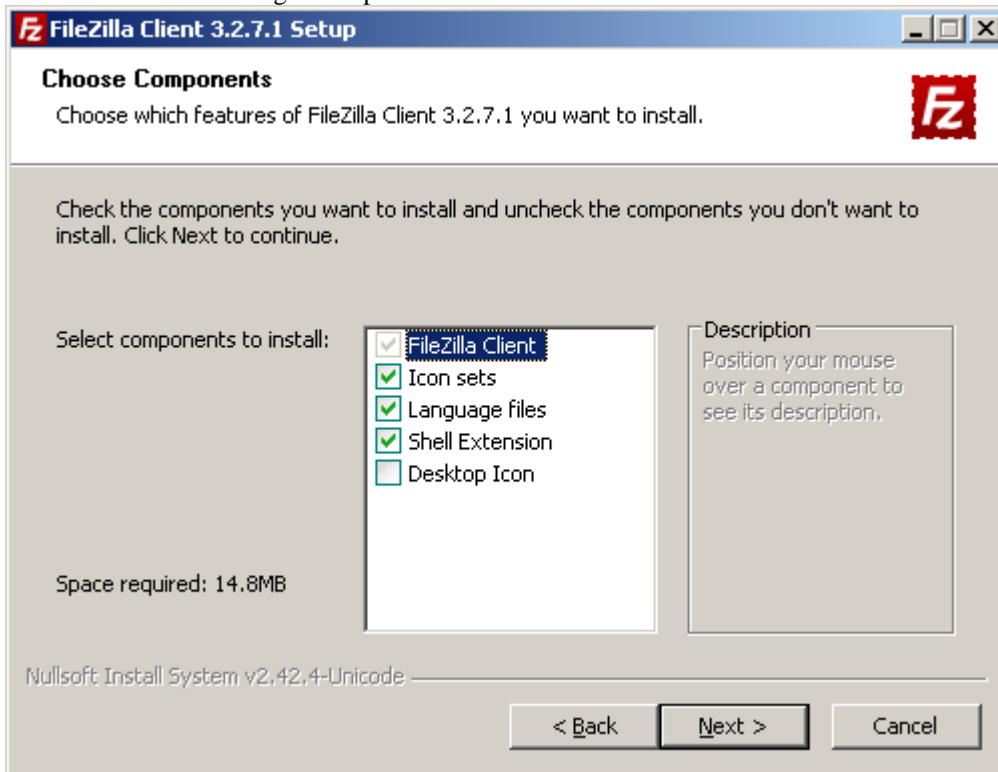 FileZilla Client 3.2.7.1 Setup
Choose Components
Choose which features of FileZilla Client 3.2.7.1 you want to install.
Fz
Check the components you want to install and uncheck the components you don't want to
install. Click Next to continue.
Select components to install:
FileZilla Client
Icon sets
Language files
Shell Extension
Desktop Icon
Description
Position your mouse
over a component to
see its description.
Space required: 14.8MB
Nullsoft Install System v2.42.4-Unicode
< Back
Next >
Cancel